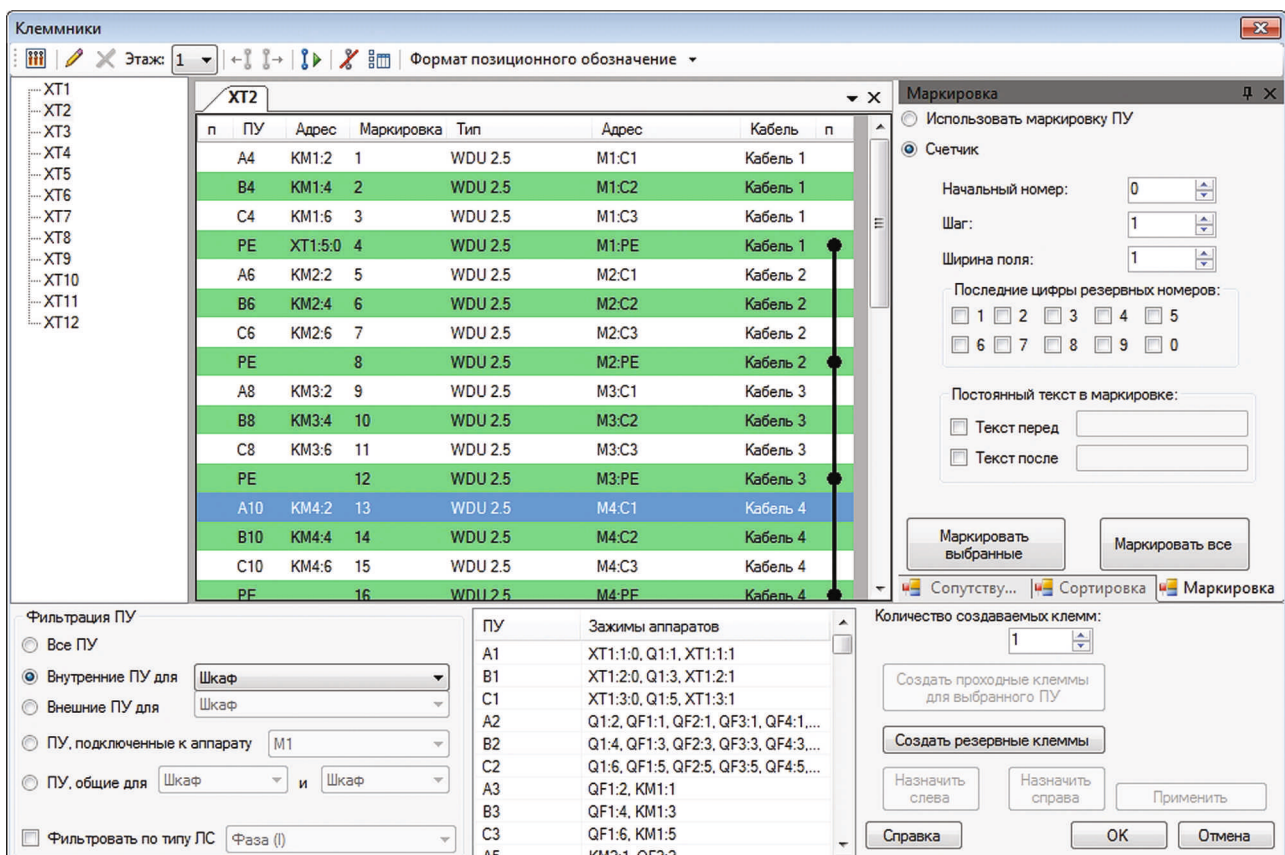 Клеммники
Этаж: 1 Формат позиционного обозначение
XT1
XT2
XT3
XT4
XT5
XT6
XT7
XT8
XT9
XT10
XT11
XT12
XT2
п ПУ Адрес Маркировка Тип Адрес Кабель п
A4 KM1:2 1 WDU 2.5 M1:C1 Кабель 1
B4 KM1:4 2 WDU 2.5 M1:C2 Кабель 1
C4 KM1:6 3 WDU 2.5 M1:C3 Кабель 1
PE XT1:5:0 4 WDU 2.5 M1:PE Кабель 1
A6 KM2:2 5 WDU 2.5 M2:C1 Кабель 2
B6 KM2:4 6 WDU 2.5 M2:C2 Кабель 2
C6 KM2:6 7 WDU 2.5 M2:C3 Кабель 2
PE 8 WDU 2.5 M2:PE Кабель 2
A8 KM3:2 9 WDU 2.5 M3:C1 Кабель 3
B8 KM3:4 10 WDU 2.5 M3:C2 Кабель 3
C8 KM3:6 11 WDU 2.5 M3:C3 Кабель 3
PE 12 WDU 2.5 M3:PE Кабель 3
A10 KM4:2 13 WDU 2.5 M4:C1 Кабель 4
B10 KM4:4 14 WDU 2.5 M4:C2 Кабель 4
C10 KM4:6 15 WDU 2.5 M4:C3 Кабель 4
PE 16 WDU 2.5 M4:PE Кабель 4
Маркировка
Использовать маркировку ПУ
Счетчик
Начальный номер: 0
Шаг: 1
Ширина поля: 1
Последние цифры резервных номеров:
1 2 3 4 5
6 7 8 9 0
Постоянный текст в маркировке:
Текст перед
Текст после
Маркировать выбранные
Маркировать все
Сопутству... Сортировка Маркировка
Фильтрация ПУ
Все ПУ
Внутренние ПУ для Шкаф
Внешние ПУ для Шкаф
ПУ, подключенные к аппарату M1
ПУ, общие для Шкаф и Шкаф
Фильтровать по типу ЛС Фаза (l)
ПУ Зажимы аппаратов
A1 XT1:1:0, Q1:1, XT1:1:1
B1 XT1:2:0, Q1:3, XT1:2:1
C1 XT1:3:0, Q1:5, XT1:3:1
A2 Q1:2, QF1:1, QF2:1, QF3:1, QF4:1,...
B2 Q1:4, QF1:3, QF2:3, QF3:3, QF4:3,...
C2 Q1:6, QF1:5, QF2:5, QF3:5, QF4:5,...
A3 QF1:2, KM1:1
B3 QF1:4, KM1:3
C3 QF1:6, KM1:5
A5 KM2:1, QF2:2
Количество создаваемых клемм:
1
Создать проходные клеммы для выбранного ПУ
Создать резервные клеммы
Назначить слева
Назначить справа
Применить
Справка
OK
Отмена